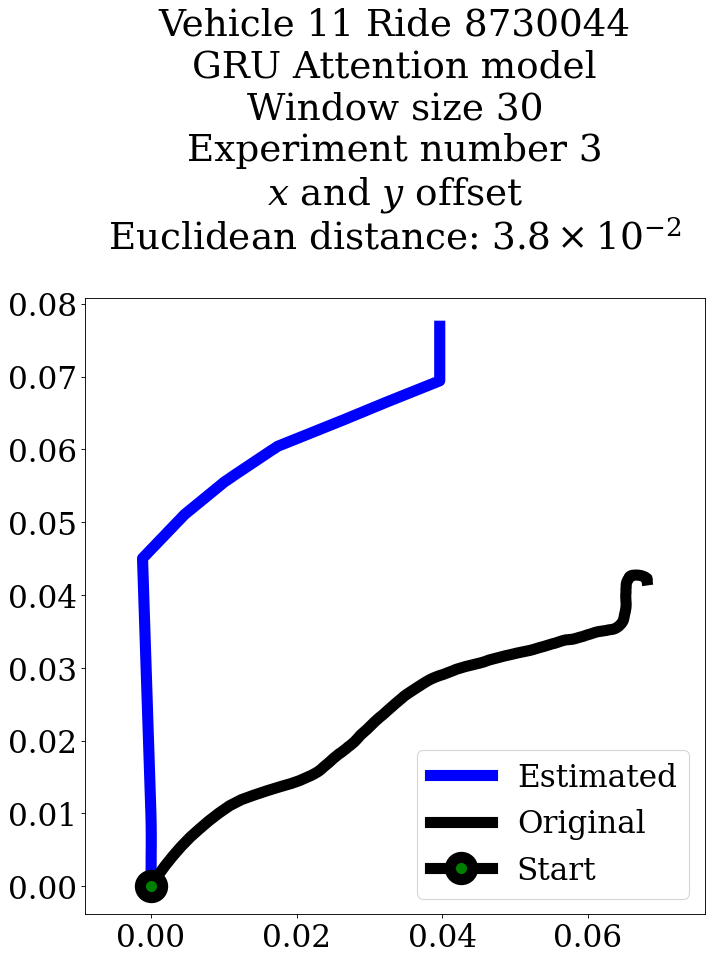 Vehicle 11 Ride 8730044
GRU Attention model
Window size 30
Experiment number 3
x and y offset
Euclidean distance: 3.8 × 10⁻²
0.08
0.07
0.06
0.05
0.04
0.03
0.02
0.01
0.00
Estimated
Original
Start
0.00 0.02 0.04 0.06